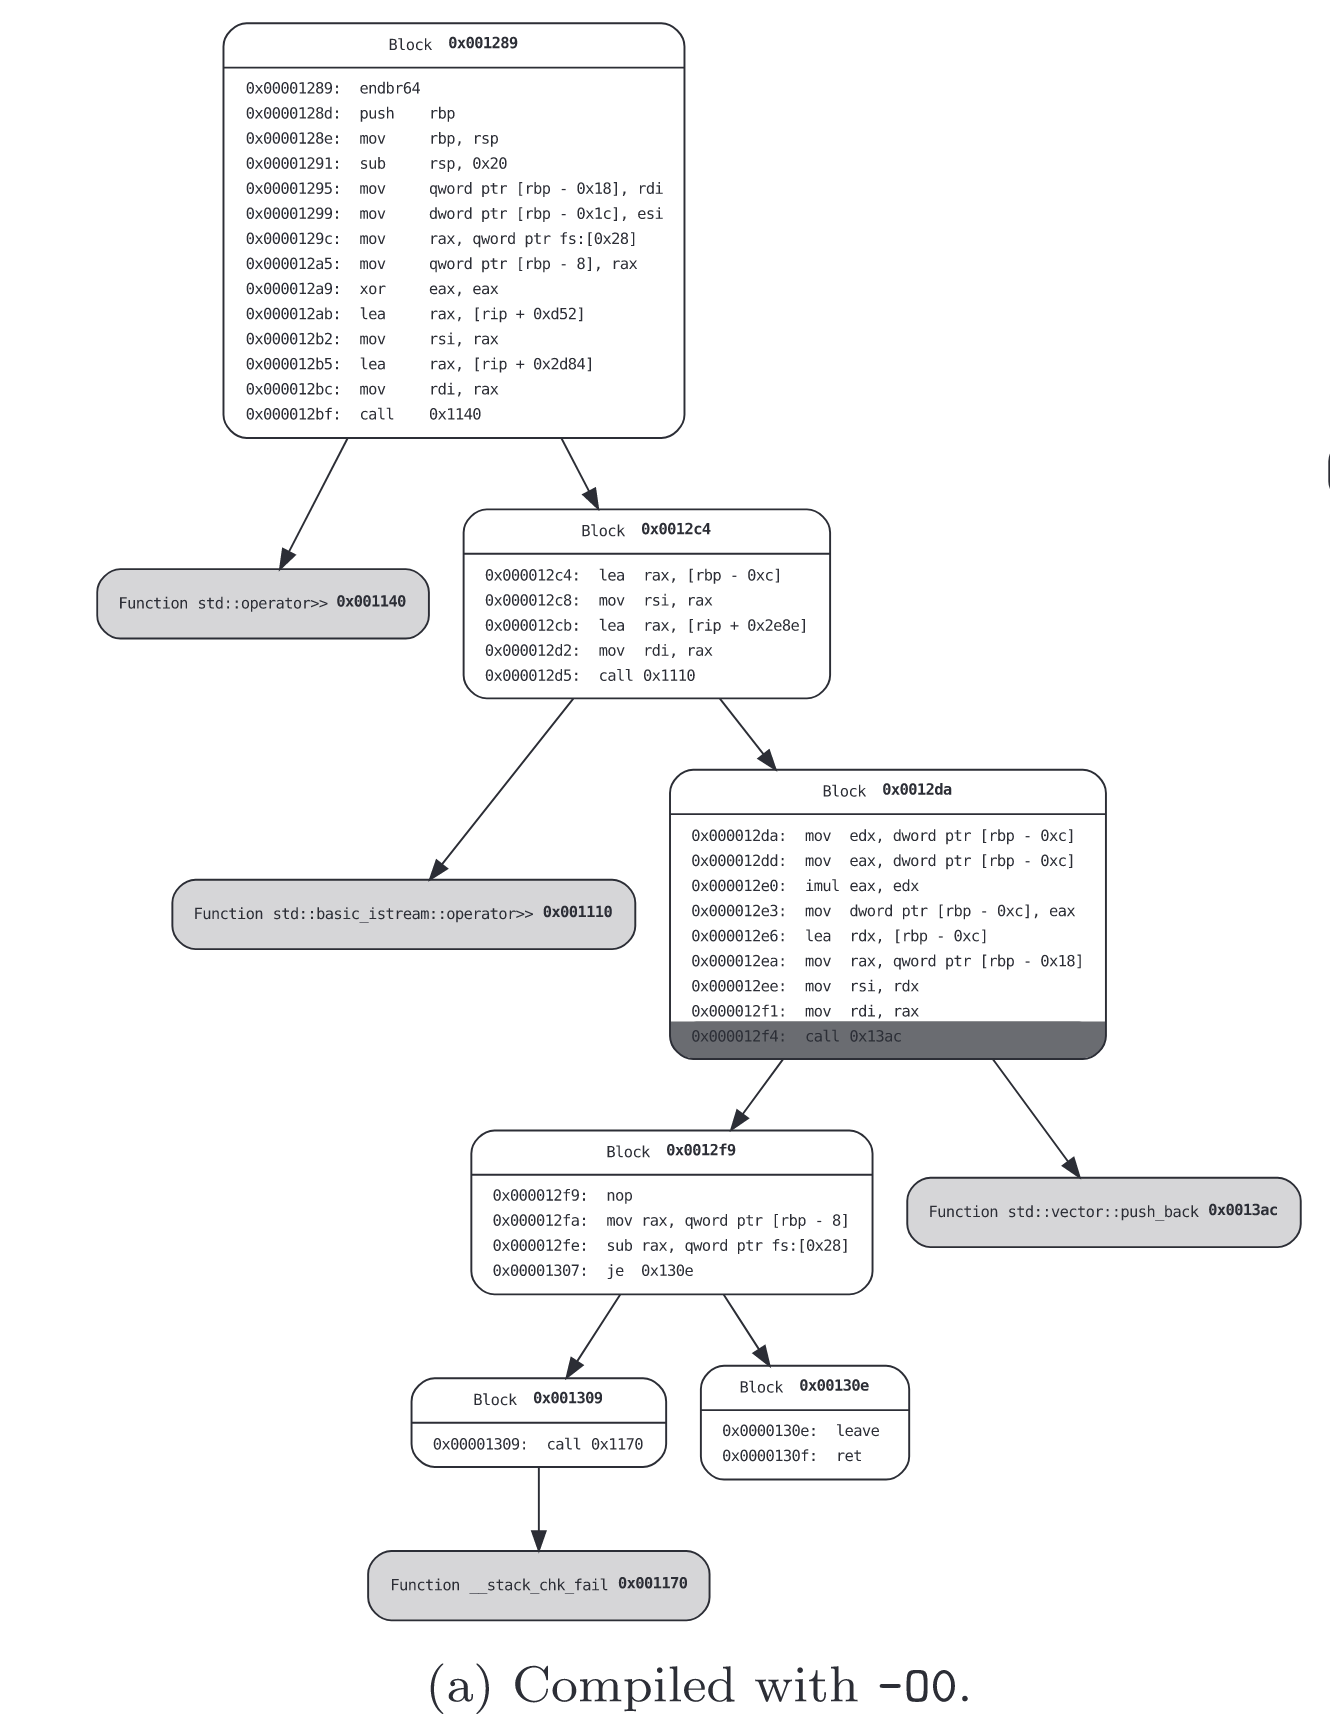 Block 0x001289
0x00001289: endbr64
0x0000128d: push rbp
0x0000128e: mov rbp, rsp
0x00001291: sub rsp, 0x20
0x00001295: mov qword ptr [rbp - 0x18], rdi
0x00001299: mov dword ptr [rbp - 0x1c], esi
0x0000129c: mov rax, qword ptr fs:[0x28]
0x000012a5: mov qword ptr [rbp - 8], rax
0x000012a9: xor eax, eax
0x000012ab: lea rax, [rip + 0xd52]
0x000012b2: mov rsi, rax
0x000012b5: lea rax, [rip + 0x2d84]
0x000012bc: mov rdi, rax
0x000012bf: call 0x1140
Block 0x0012c4
0x000012c4: lea rax, [rbp - 0xc]
0x000012c8: mov rsi, rax
0x000012cb: lea rax, [rip + 0x2e8e]
0x000012d2: mov rdi, rax
0x000012d5: call 0x1110
Function std::operator>> 0x001140
Block 0x0012da
0x000012da: mov edx, dword ptr [rbp - 0xc]
0x000012dd: mov eax, dword ptr [rbp - 0xc]
0x000012e0: imul eax, edx
0x000012e3: mov dword ptr [rbp - 0xc], eax
0x000012e6: lea rdx, [rbp - 0xc]
0x000012ea: mov rax, qword ptr [rbp - 0x18]
0x000012ee: mov rsi, rdx
0x000012f1: mov rdi, rax
0x000012f4: call 0x13ac
Function std::basic_istream::operator>> 0x001110
Block 0x0012f9
0x000012f9: nop
0x000012fa: mov rax, qword ptr [rbp - 8]
0x000012fe: sub rax, qword ptr fs:[0x28]
0x00001307: je 0x130e
Function std::vector::push_back 0x0013ac
Block 0x001309
0x00001309: call 0x1170
Block 0x00130e
0x0000130e: leave
0x0000130f: ret
Function __stack_chk_fail 0x001170
(a) Compiled with -O0.